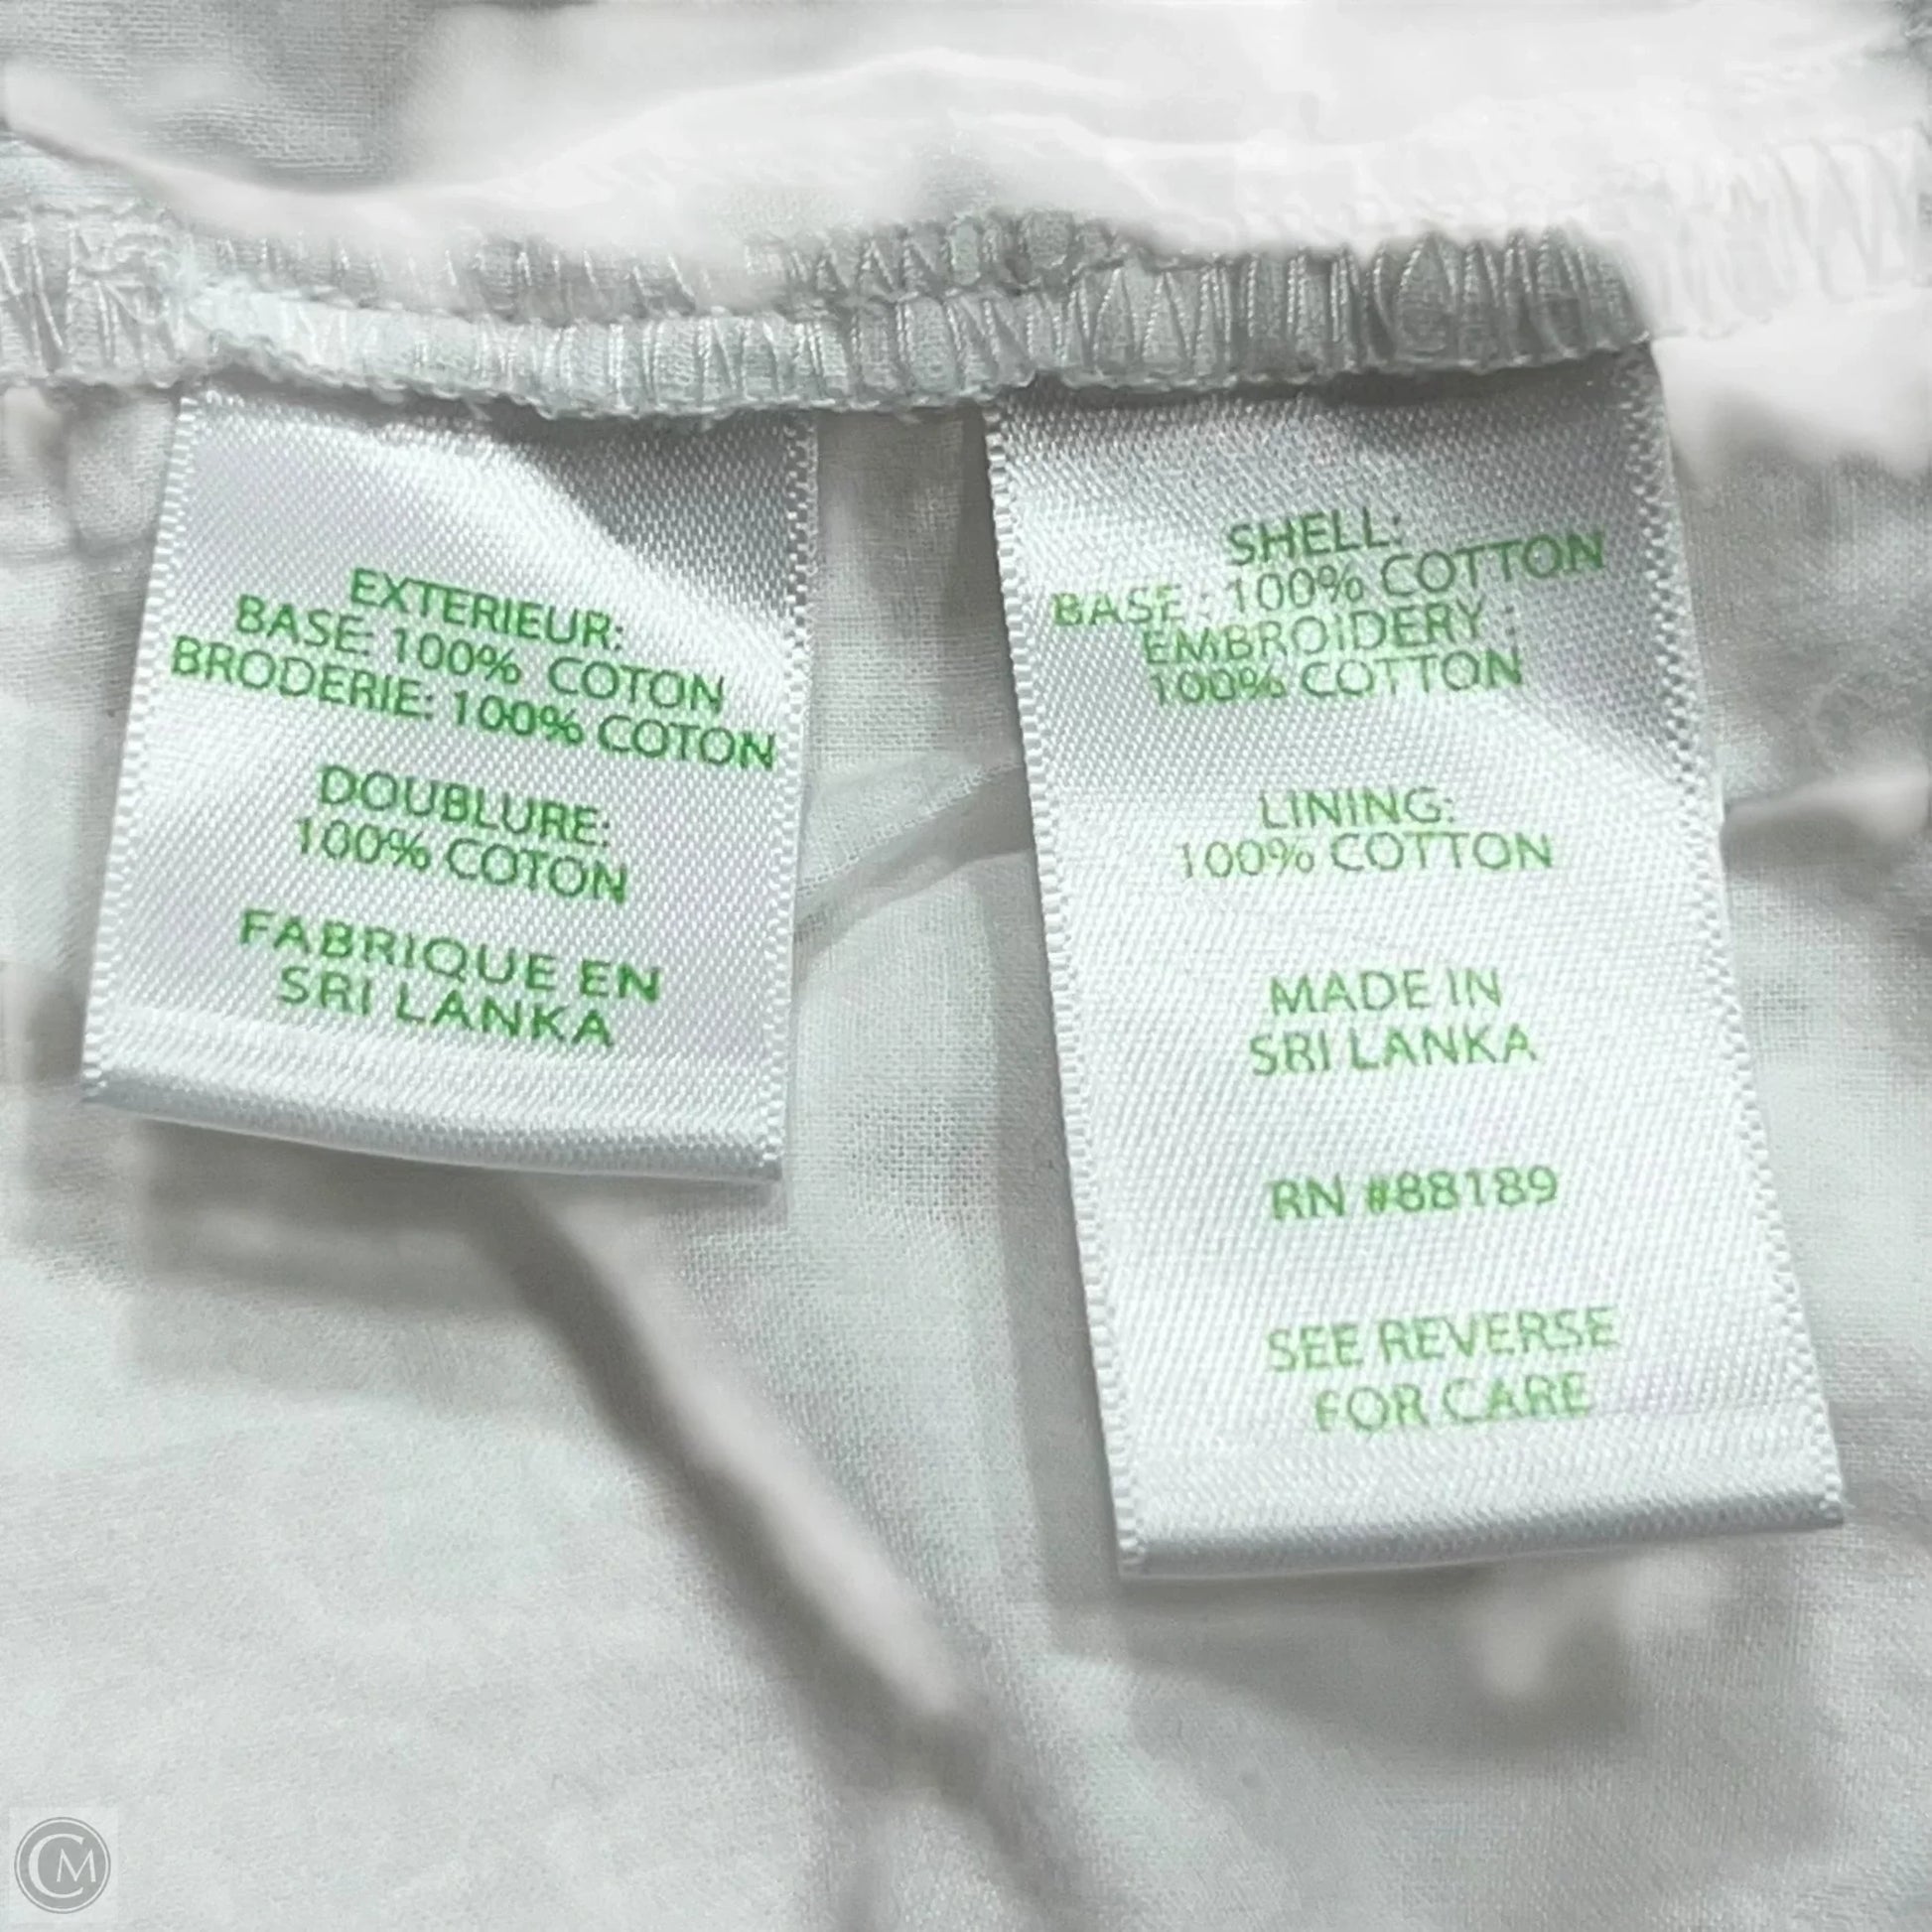 EXTERIEUR:
BASE: 100% COTON
BRODERIE: 100% COTON
DOUBLURE:
100% COTON
FABRIQUE EN
SRI LANKA
SHELL:
BASE : 100% COTTON
EMBROIDERY :
100% COTTON
LINING:
100% COTTON
MADE IN
SRI LANKA
RN #88189
SEE REVERSE
FOR CARE
CM